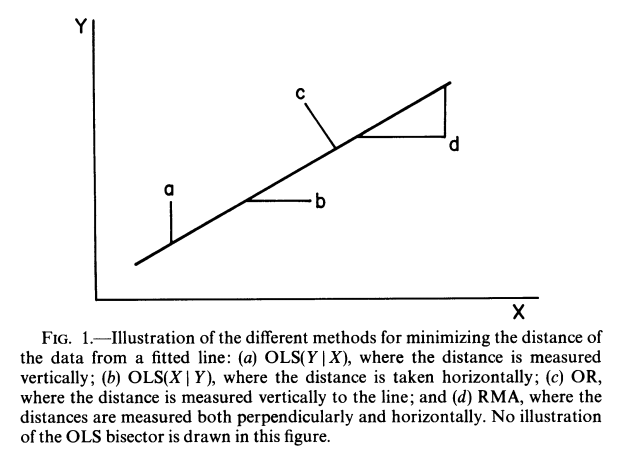 Y
c
d
a
b
X
FIG. 1.—Illustration of the different methods for minimizing the distance of
the data from a fitted line: (a) OLS(Y | X), where the distance is measured
vertically; (b) OLS(X | Y), where the distance is taken horizontally; (c) OR,
where the distance is measured vertically to the line; and (d) RMA, where the
distances are measured both perpendicularly and horizontally. No illustration
of the OLS bisector is drawn in this figure.